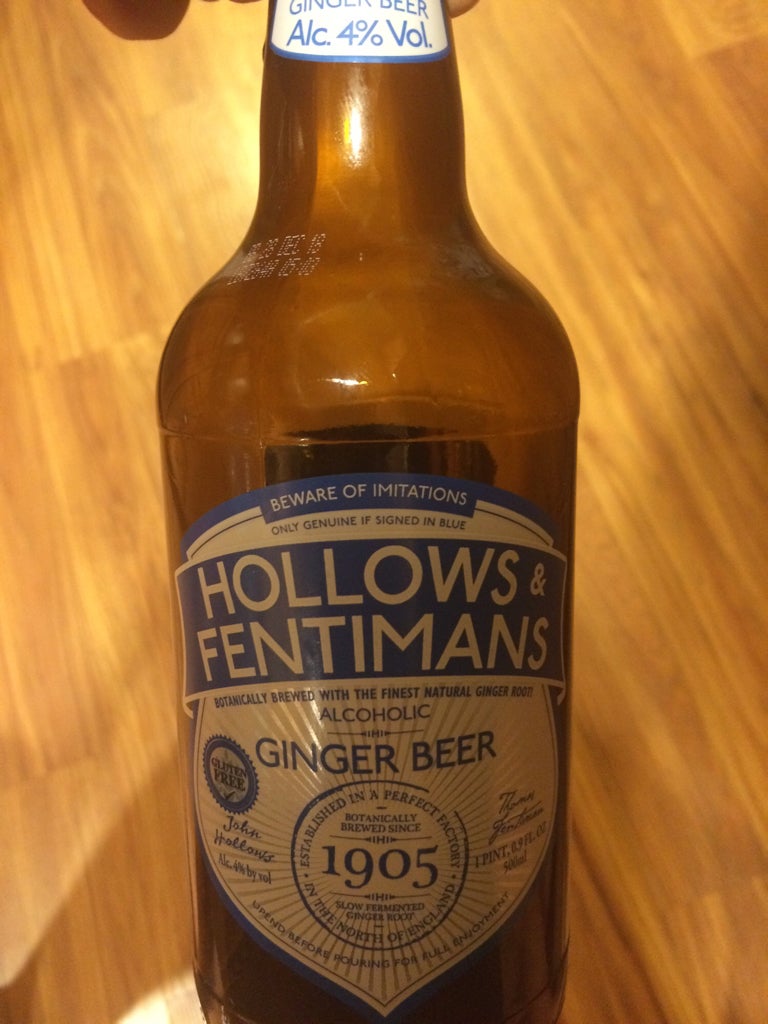 GINGER BEER
Alc. 4% Vol.
DEC 18
BEWARE OF IMITATIONS
ONLY GENUINE IF SIGNED IN BLUE
HOLLOWS &
FENTIMANS
BOTANICALLY BREWED WITH THE FINEST NATURAL GINGER ROOT!
ALCOHOLIC
GINGER BEER
GLUTEN
FREE
John
Hollows
Alc. 4% by vol
ESTABLISHED IN A PERFECT FACTORY
BOTANICALLY
BREWED SINCE
1905
SLOW FERMENTED
GINGER ROOT
IN THE NORTH OF ENGLAND
Thomas
Fentiman
1 PINT, 0.9 FL OZ
500ml
UPEND BEFORE POURING FOR FULL ENJOYMENT